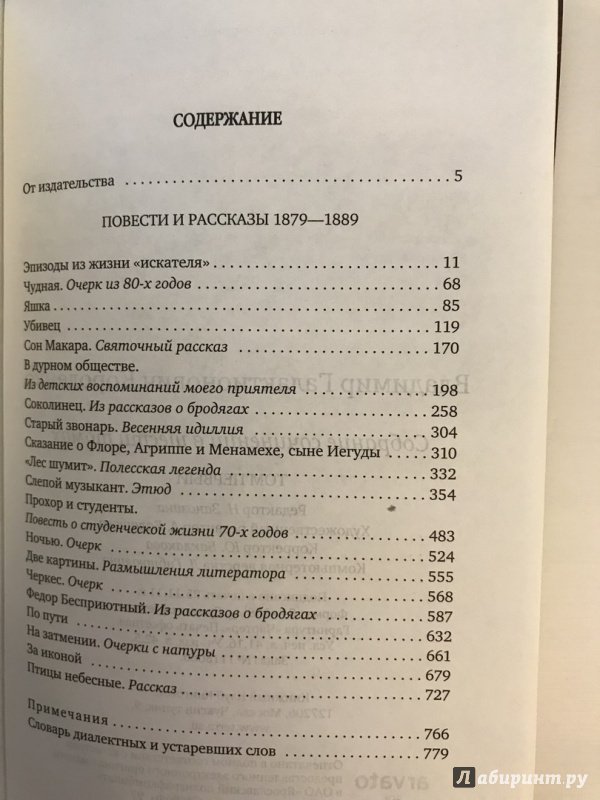 СОДЕРЖАНИЕ
От издательства . . . . . . . . . . . . . . . . . . . . . . . . . . . . . . 5
ПОВЕСТИ И РАССКАЗЫ 1879—1889
Эпизоды из жизни «искателя» . . . . . . . . . . . . . . . . . . . . 11
Чудная. Очерк из 80-х годов . . . . . . . . . . . . . . . . . . . . 68
Яшка . . . . . . . . . . . . . . . . . . . . 85
Убивец . . . . . . . . . . . . . . . . . . . . 119
Сон Макара. Святочный рассказ . . . . . . . . . . . . . . . . . . . . 170
В дурном обществе.
Из детских воспоминаний моего приятеля . . . . . . . . . . . . . . . 198
Соколинец. Из рассказов о бродягах . . . . . . . . . . . . . . . . . 258
Старый звонарь. Весенняя идиллия . . . . . . . . . . . . . . . . . 304
Сказание о Флоре, Агриппе и Менамехе, сыне Иегуды . . . . . . 310
«Лес шумит». Полесская легенда . . . . . . . . . . . . . . . . . . 332
Слепой музыкант. Этюд . . . . . . . . . . . . . . . . . . . . 354
Прохор и студенты.
Повесть о студенческой жизни 70-х годов . . . . . . . . . . . . . . 483
Ночью. Очерк . . . . . . . . . . . . . . . . . . . . 524
Две картины. Размышления литератора . . . . . . . . . . . . . . . 555
Черкес. Очерк . . . . . . . . . . . . . . . . . . . . 568
Федор Бесприютный. Из рассказов о бродягах . . . . . . . . . . 587
По пути . . . . . . . . . . . . . . . . . . . . 632
На затмении. Очерки с натуры . . . . . . . . . . . . . . . . . . 661
За иконой . . . . . . . . . . . . . . . . . . . . 679
Птицы небесные. Рассказ . . . . . . . . . . . . . . . . . . . . 727
Примечания . . . . . . . . . . . . . . . . . . . . 766
Словарь диалектных и устаревших слов . . . . . . . . . . . . . . . 779
arvato
Лабиринт.ру